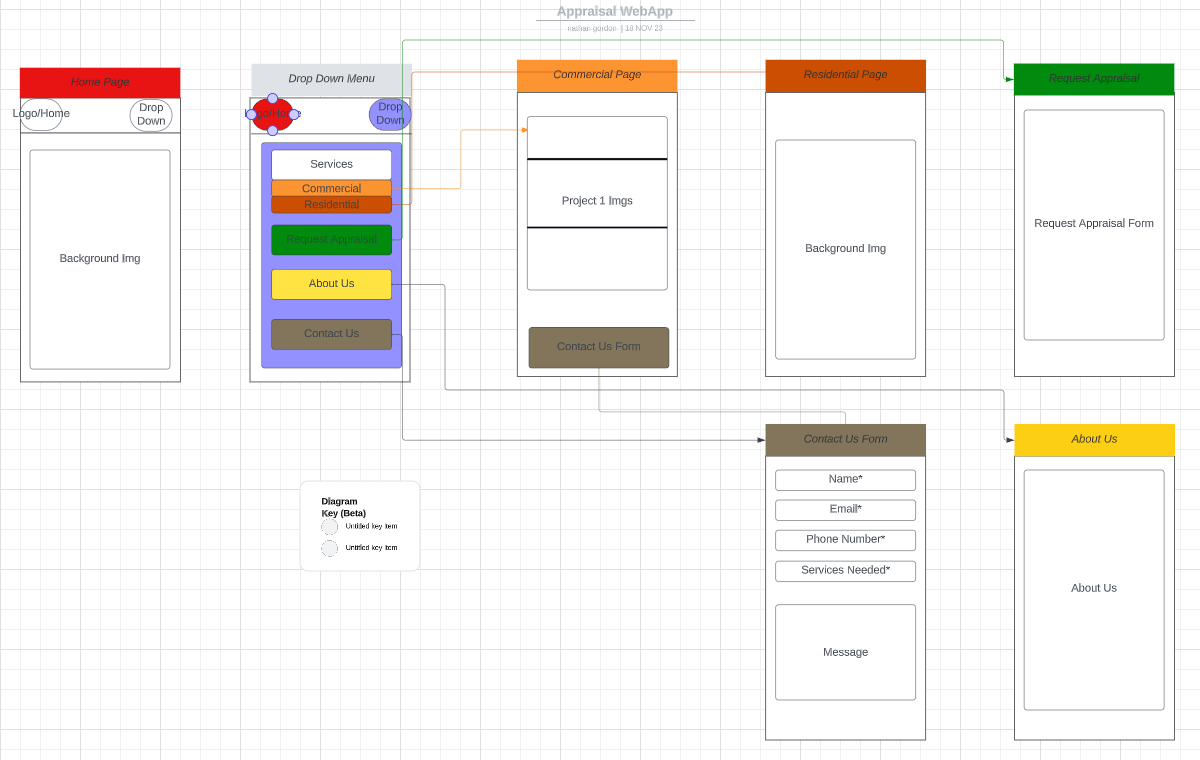 Appraisal WebApp
nathan gordon | 18 NOV 23
Home Page
Logo/Home
Drop
Down
Background Img
Drop Down Menu
Logo/Home
Drop
Down
Services
Commercial
Residential
Request Appraisal
About Us
Contact Us
Commercial Page
Project 1 Imgs
Contact Us Form
Residential Page
Background Img
Request Appraisal
Request Appraisal Form
Contact Us Form
Name*
Email*
Phone Number*
Services Needed*
Message
About Us
About Us
Diagram
Key (Beta)
Untitled key item
Untitled key item